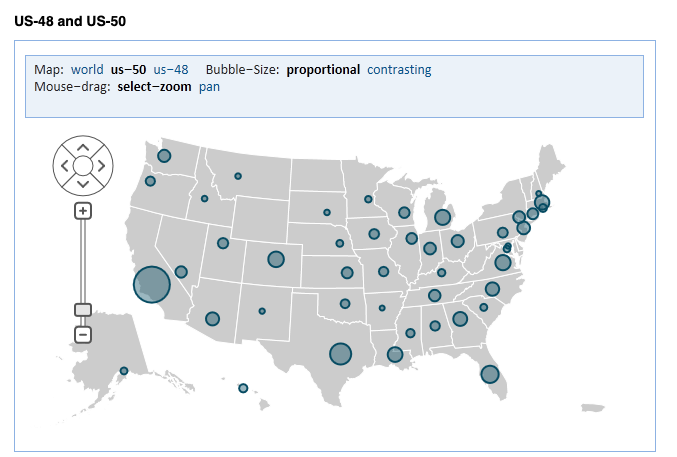 US-48 and US-50
Map: world us-50 us-48 Bubble-Size: proportional contrasting
Mouse-drag: select-zoom pan